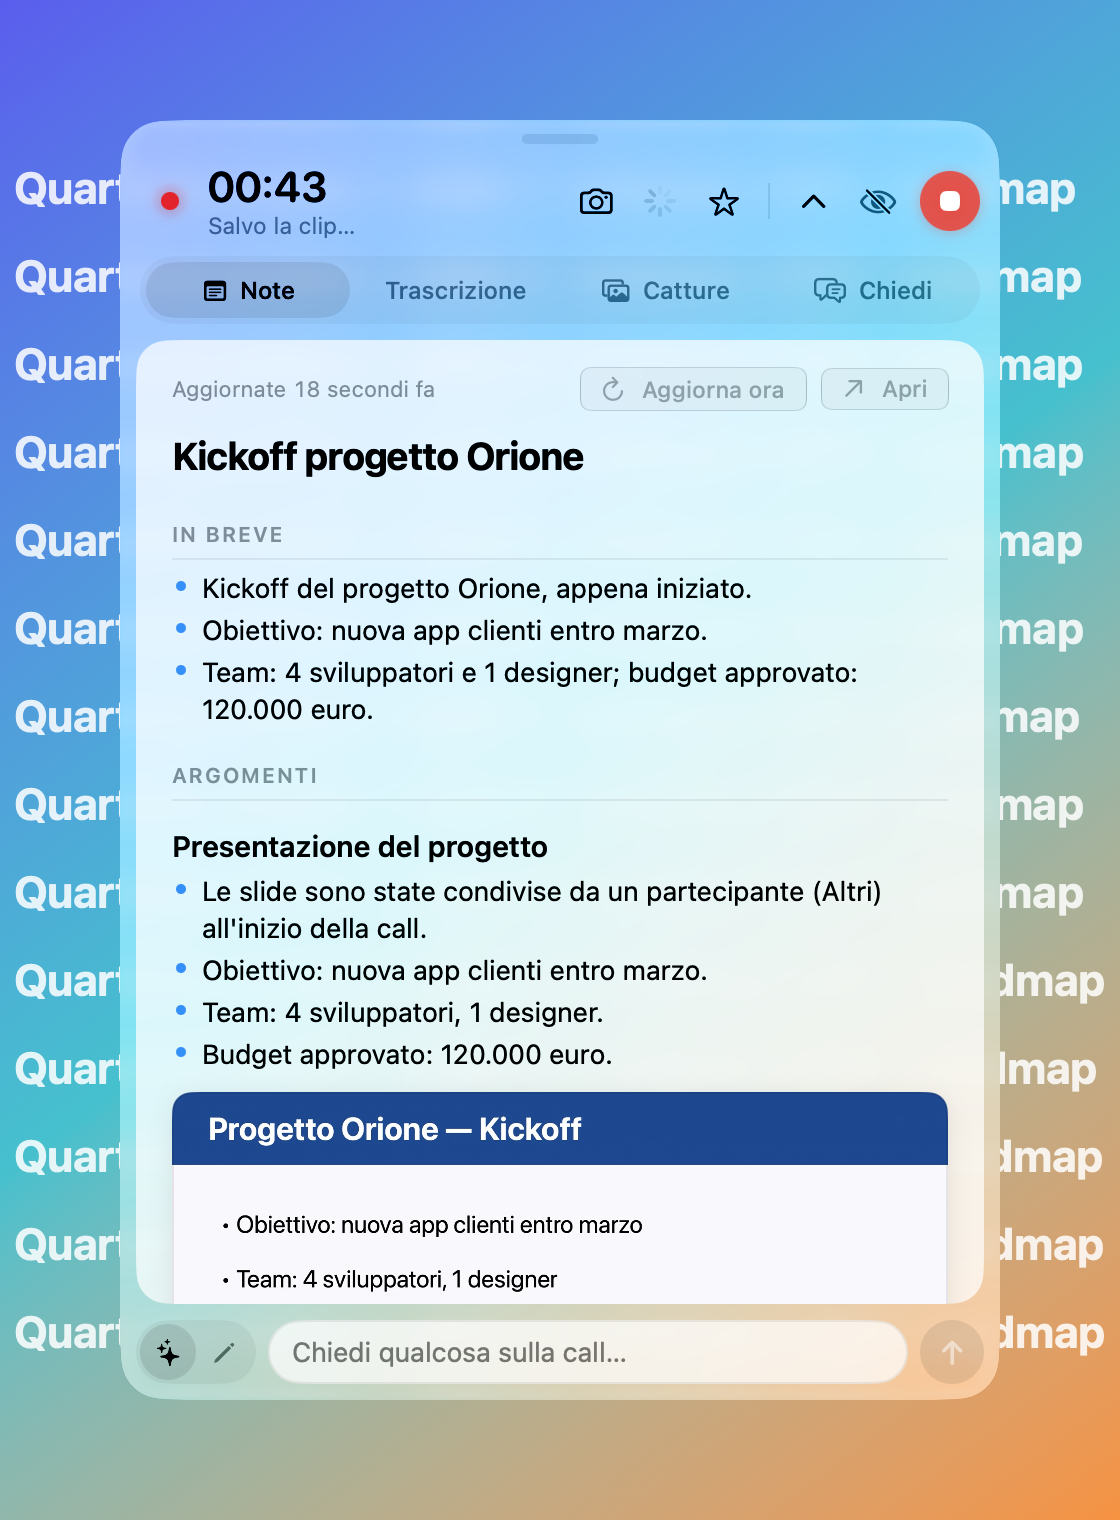 00:43
Salvo la clip...
Note
Trascrizione
Catture
Chiedi
Aggiornate 18 secondi fa
Aggiorna ora
Apri
Kickoff progetto Orione
IN BREVE
Kickoff del progetto Orione, appena iniziato.
Obiettivo: nuova app clienti entro marzo.
Team: 4 sviluppatori e 1 designer; budget approvato:
120.000 euro.
ARGOMENTI
Presentazione del progetto
Le slide sono state condivise da un partecipante (Altri)
all'inizio della call.
Obiettivo: nuova app clienti entro marzo.
Team: 4 sviluppatori, 1 designer.
Budget approvato: 120.000 euro.
Progetto Orione — Kickoff
• Obiettivo: nuova app clienti entro marzo
• Team: 4 sviluppatori, 1 designer
Chiedi qualcosa sulla call...